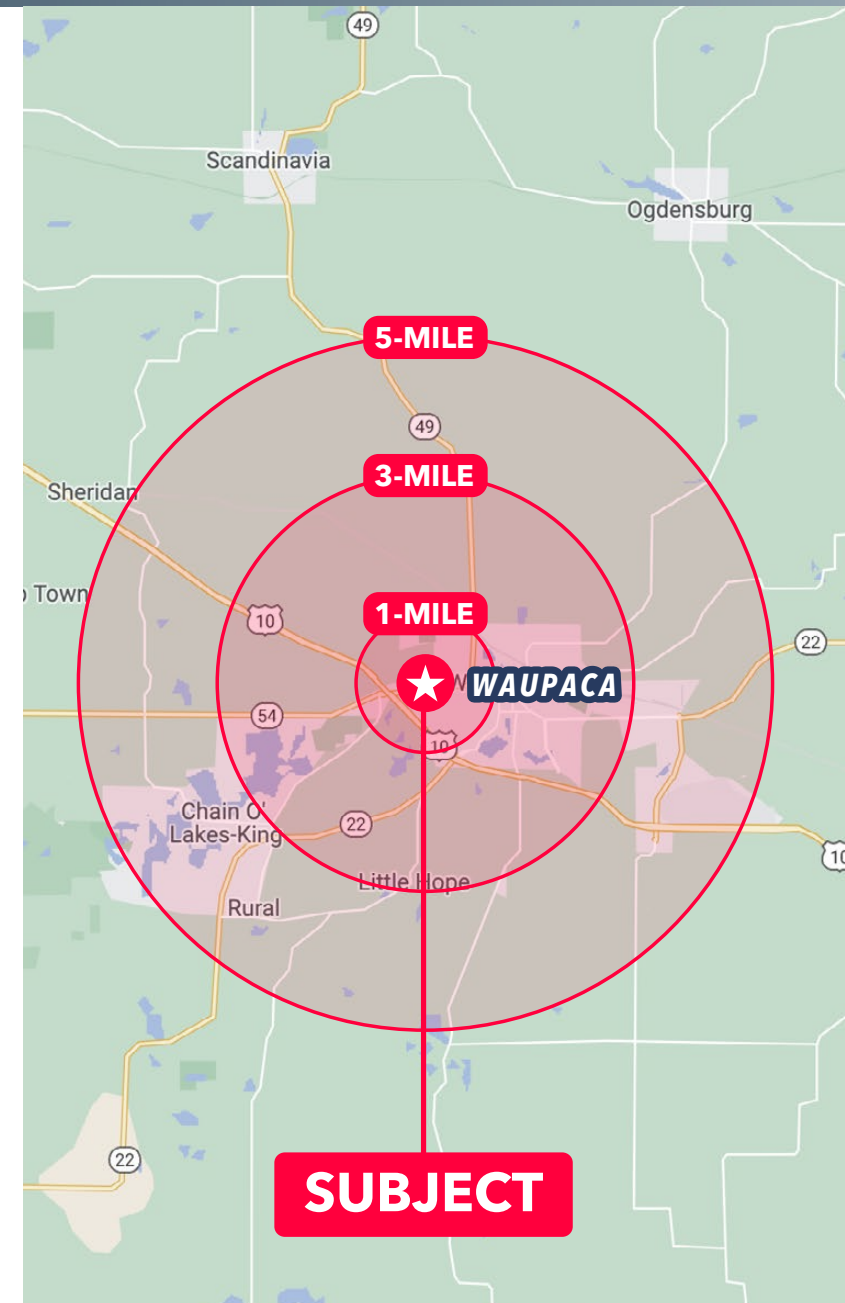 49
Scandinavia
Ogdensburg
5-MILE
49
3-MILE
Sheridan
Town
1-MILE
10
22
WAUPACA
54
10
Chain O'
Lakes-King
22
10
Little Hope
Rural
22
SUBJECT